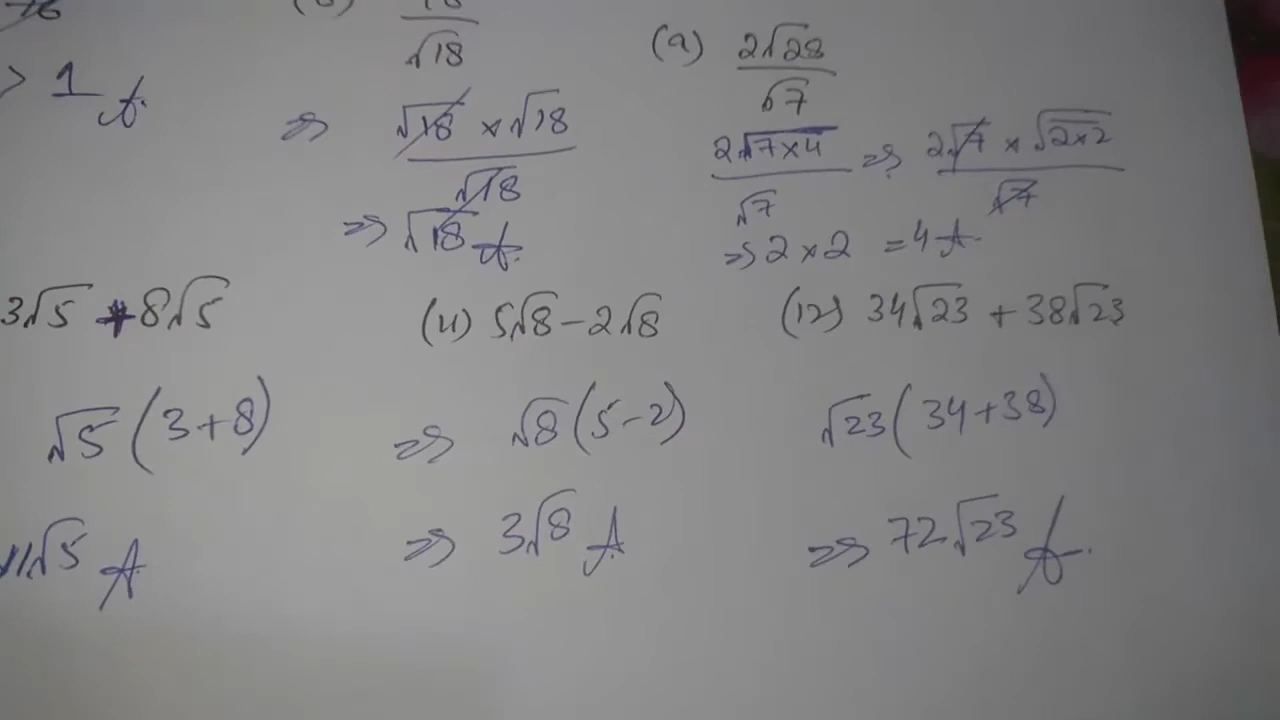 (9) 2√28
√18
√7
> 1 A.
⇒ √18 × √18
2√7×4 ⇒ 2√7 × √2×2
√18
√7
√7
⇒ √18 A.
⇒ 2 × 2 = 4 A.
3√5 + 8√5
(11) 5√8 - 2√8
(12) 34√23 + 38√23
√5 (3+8)
⇒ √8 (5-2)
√23 (34+38)
11√5 A
⇒ 3√8 A
⇒ 72√23 A.